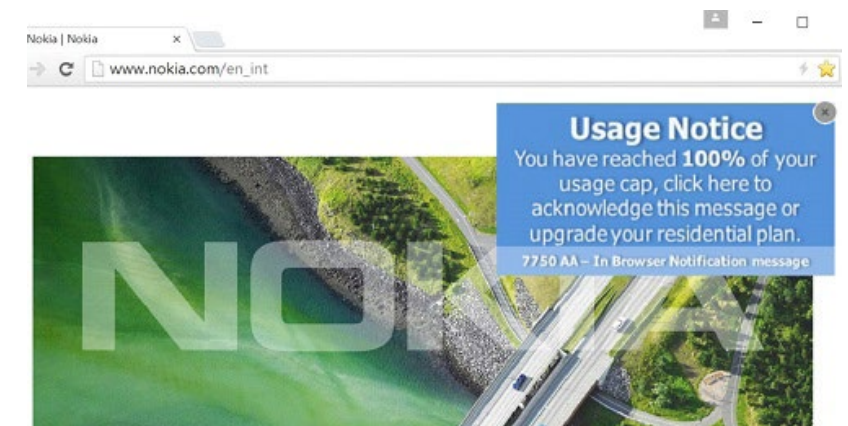 Nokia | Nokia
www.nokia.com/en_int
Usage Notice
You have reached 100% of your
usage cap, click here to
acknowledge this message or
upgrade your residential plan.
7750 AA – In Browser Notification message
NOKIA